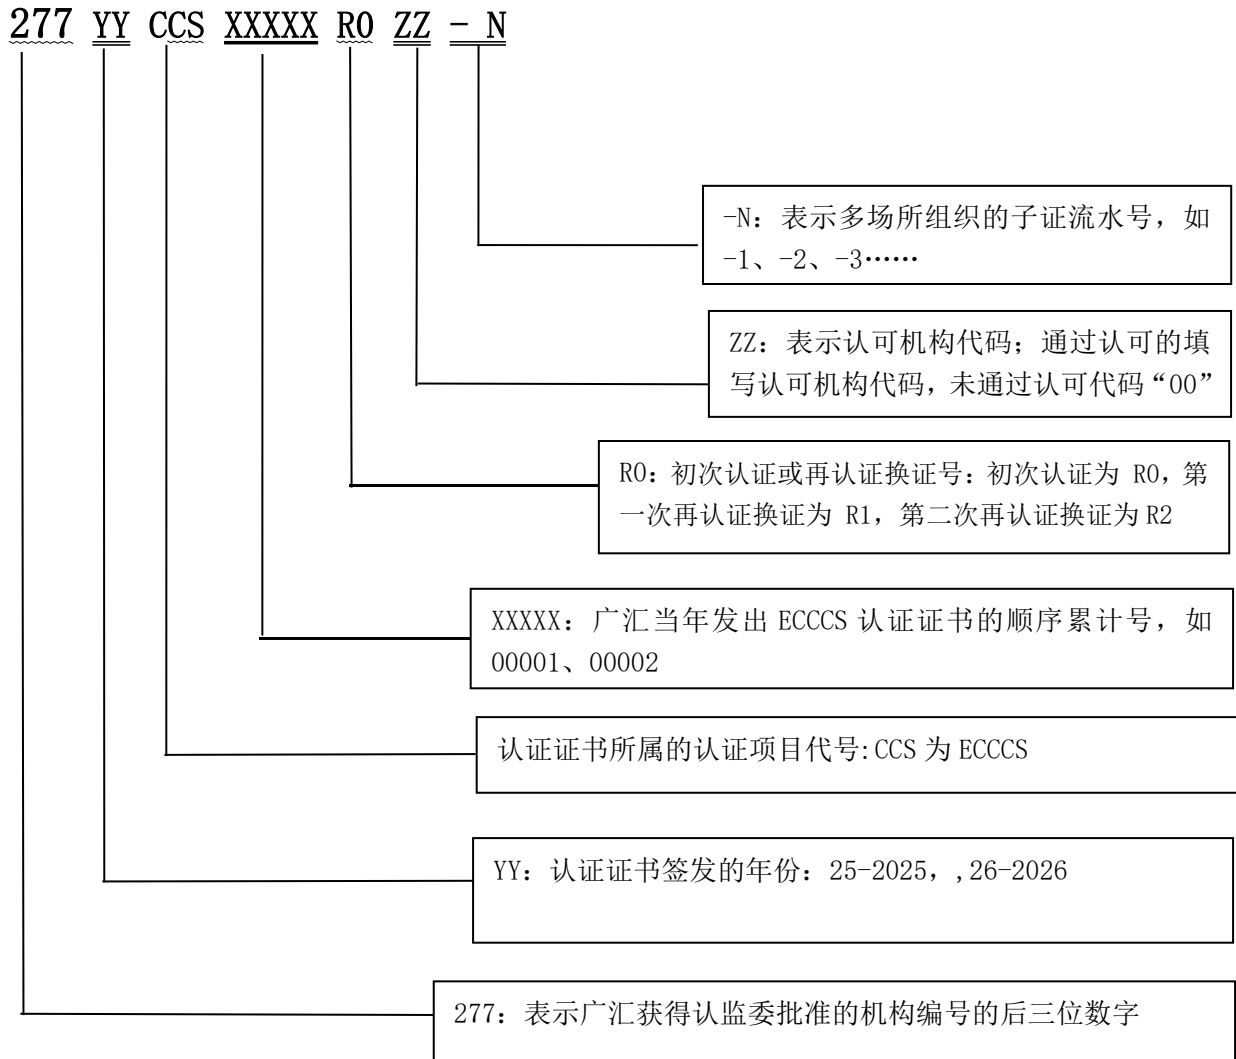 277 YY CCS XXXXX R0 ZZ - N
-N：表示多场所组织的子证流水号，如
-1、-2、-3……
ZZ：表示认可机构代码；通过认可的填
写认可机构代码，未通过认可代码“00”
R0：初次认证或再认证换证号：初次认证为 R0，第
一次再认证换证为 R1，第二次再认证换证为 R2
XXXXX：广汇当年发出 ECCCS 认证证书的顺序累计号，如
00001、00002
认证证书所属的认证项目代号:CCS 为 ECCCS
YY：认证证书签发的年份：25-2025，,26-2026
277：表示广汇获得认监委批准的机构编号的后三位数字